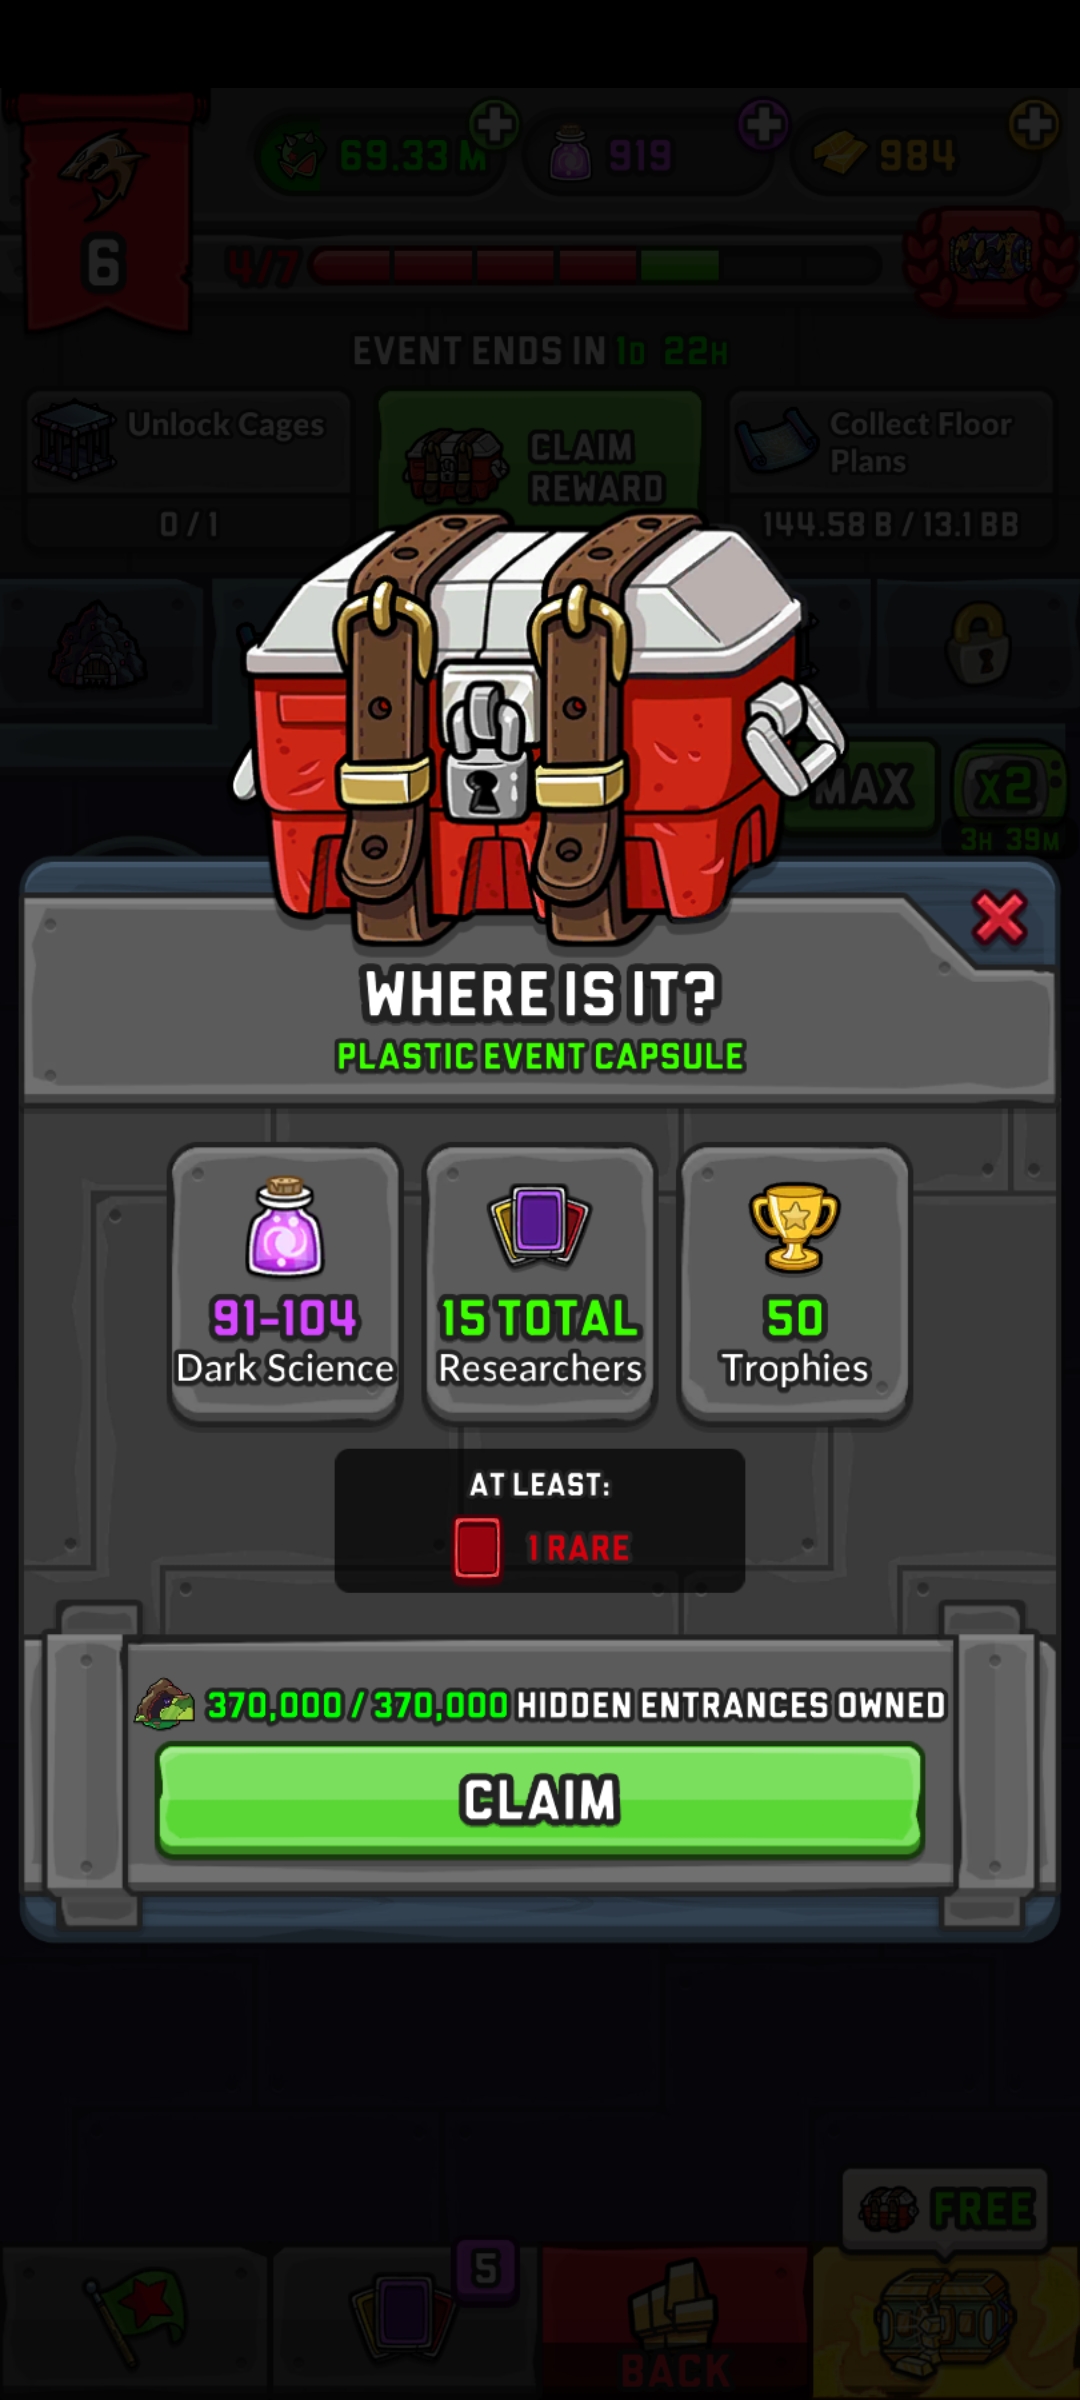 69.33 M
919
984
6
4/7
EVENT ENDS IN 1D 22H
Unlock Cages
0 / 1
CLAIM
REWARD
Collect Floor
Plans
144.58 B / 13.1 BB
MAX
x2
3H 39M
WHERE IS IT?
PLASTIC EVENT CAPSULE
91-104
Dark Science
15 TOTAL
Researchers
50
Trophies
AT LEAST:
1 RARE
370,000 / 370,000 HIDDEN ENTRANCES OWNED
CLAIM
FREE
5
BACK